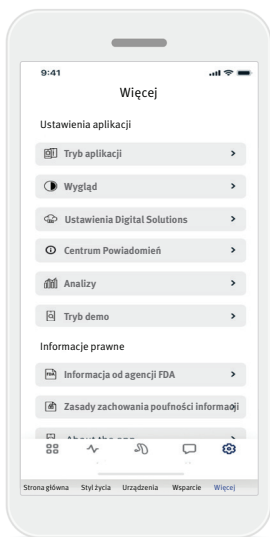 9:41
Więcej
Ustawienia aplikacji
Tryb aplikacji
Wygląd
Ustawienia Digital Solutions
Centrum Powiadomień
Analizy
Tryb demo
Informacje prawne
FDA Informacja od agencji FDA
Zasady zachowania poufności informacji
About the app
Strona główna Styl życia Urządzenia Wsparcie Więcej